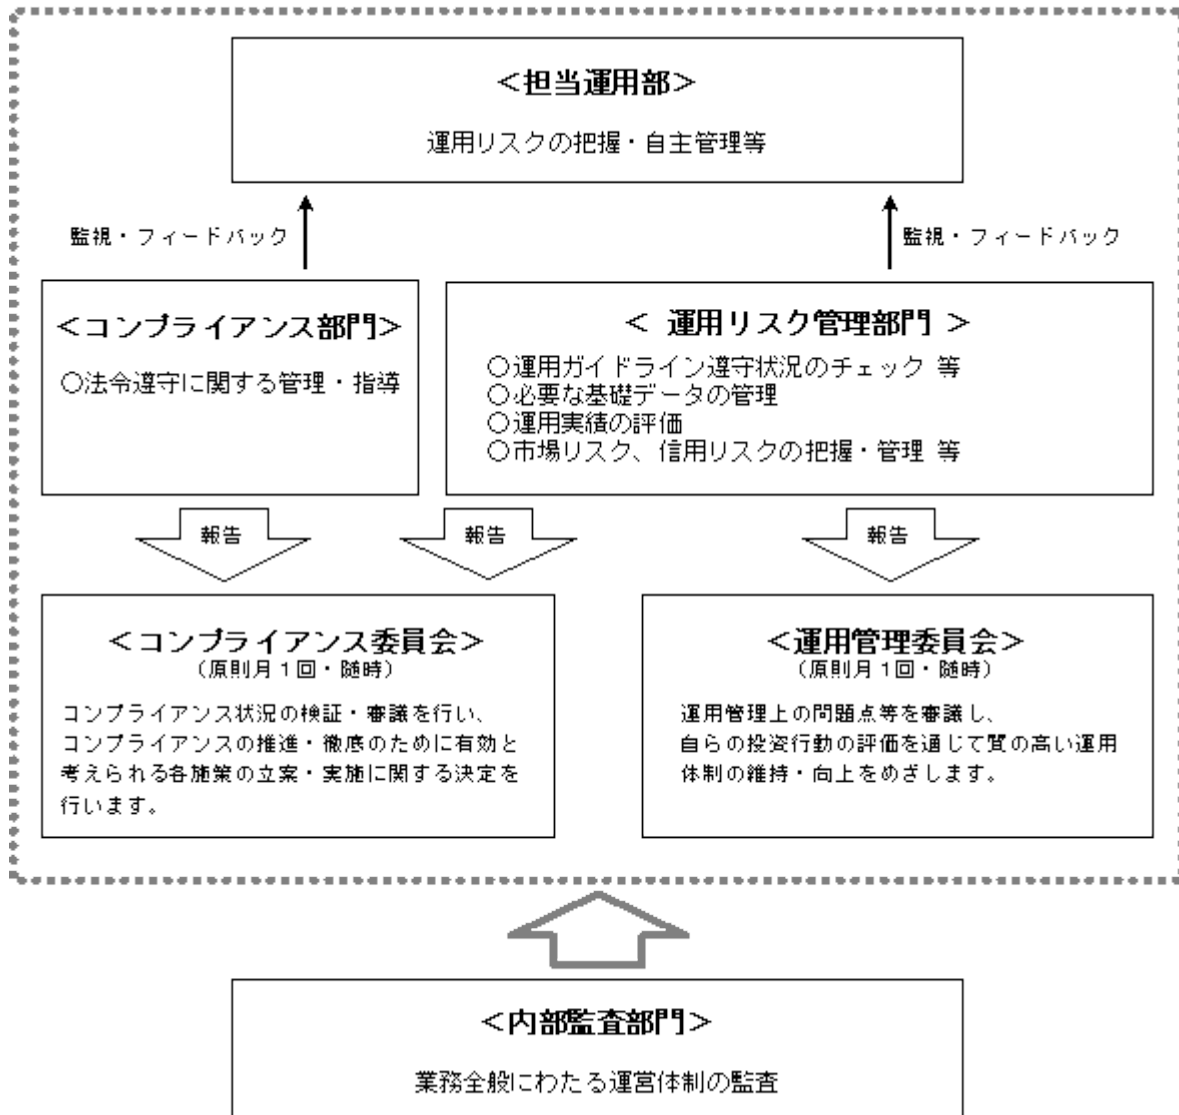 ＜担当運用部＞
運用リスクの把握・自主管理等
監視・フィードバック
監視・フィードバック
＜コンプライアンス部門＞
○法令遵守に関する管理・指導
＜ 運用リスク管理部門 ＞
○運用ガイドライン遵守状況のチェック 等
○必要な基礎データの管理
○運用実績の評価
○市場リスク、信用リスクの把握・管理 等
報告
報告
報告
＜コンプライアンス委員会＞
（原則月１回・随時）
コンプライアンス状況の検証・審議を行い、
コンプライアンスの推進・徹底のために有効と
考えられる各施策の立案・実施に関する決定を
行います。
＜運用管理委員会＞
（原則月１回・随時）
運用管理上の問題点等を審議し、
自らの投資行動の評価を通じて質の高い運用
体制の維持・向上をめざします。
＜内部監査部門＞
業務全般にわたる運営体制の監査